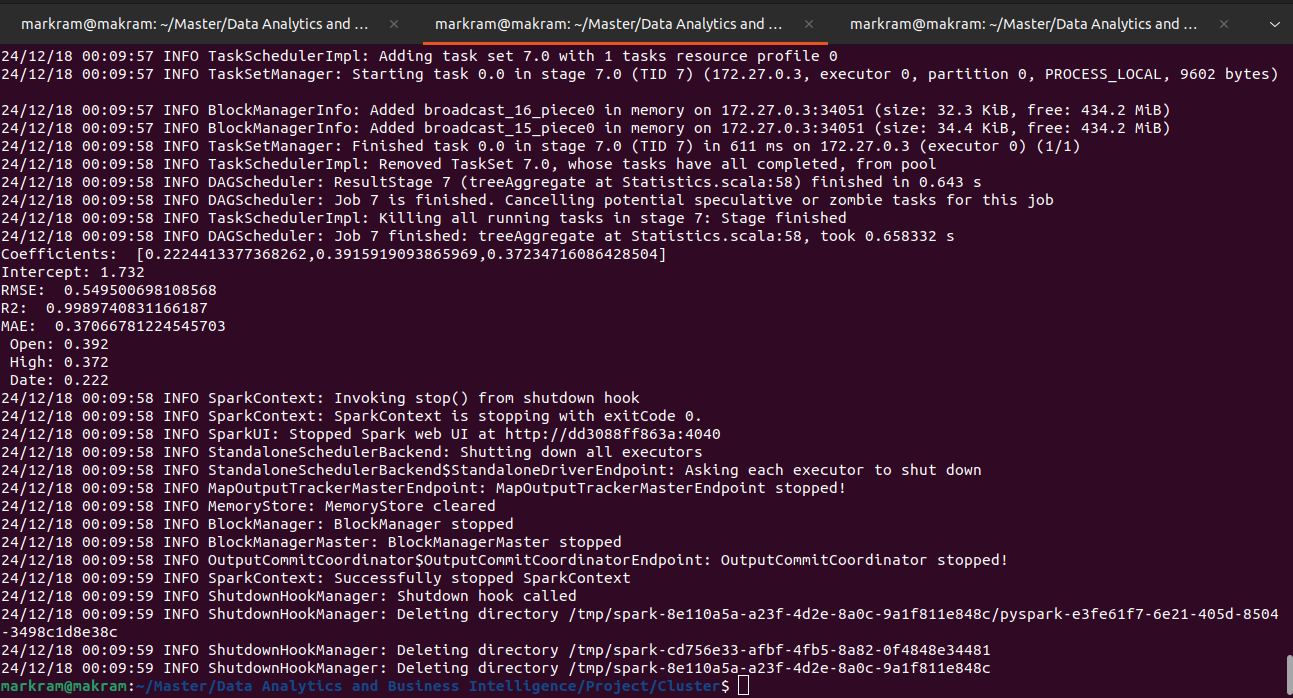 markram@makram: ~/Master/Data Analytics and ...
markram@makram: ~/Master/Data Analytics and ...
markram@makram: ~/Master/Data Analytics and ...
24/12/18 00:09:57 INFO TaskSchedulerImpl: Adding task set 7.0 with 1 tasks resource profile 0
24/12/18 00:09:57 INFO TaskSetManager: Starting task 0.0 in stage 7.0 (TID 7) (172.27.0.3, executor 0, partition 0, PROCESS_LOCAL, 9602 bytes)
24/12/18 00:09:57 INFO BlockManagerInfo: Added broadcast_16_piece0 in memory on 172.27.0.3:34051 (size: 32.3 KiB, free: 434.2 MiB)
24/12/18 00:09:57 INFO BlockManagerInfo: Added broadcast_15_piece0 in memory on 172.27.0.3:34051 (size: 34.4 KiB, free: 434.2 MiB)
24/12/18 00:09:58 INFO TaskSetManager: Finished task 0.0 in stage 7.0 (TID 7) in 611 ms on 172.27.0.3 (executor 0) (1/1)
24/12/18 00:09:58 INFO TaskSchedulerImpl: Removed TaskSet 7.0, whose tasks have all completed, from pool
24/12/18 00:09:58 INFO DAGScheduler: ResultStage 7 (treeAggregate at Statistics.scala:58) finished in 0.643 s
24/12/18 00:09:58 INFO DAGScheduler: Job 7 is finished. Cancelling potential speculative or zombie tasks for this job
24/12/18 00:09:58 INFO TaskSchedulerImpl: Killing all running tasks in stage 7: Stage finished
24/12/18 00:09:58 INFO DAGScheduler: Job 7 finished: treeAggregate at Statistics.scala:58, took 0.658332 s
Coefficients:  [0.2224413377368262,0.3915919093865969,0.37234716086428504]
Intercept: 1.732
RMSE:  0.549500698108568
R2:  0.9989740831166187
MAE:  0.37066781224545703
 Open: 0.392
 High: 0.372
 Date: 0.222
24/12/18 00:09:58 INFO SparkContext: Invoking stop() from shutdown hook
24/12/18 00:09:58 INFO SparkContext: SparkContext is stopping with exitCode 0.
24/12/18 00:09:58 INFO SparkUI: Stopped Spark web UI at http://dd3088ff863a:4040
24/12/18 00:09:58 INFO StandaloneSchedulerBackend: Shutting down all executors
24/12/18 00:09:58 INFO StandaloneSchedulerBackend$StandaloneDriverEndpoint: Asking each executor to shut down
24/12/18 00:09:58 INFO MapOutputTrackerMasterEndpoint: MapOutputTrackerMasterEndpoint stopped!
24/12/18 00:09:58 INFO MemoryStore: MemoryStore cleared
24/12/18 00:09:58 INFO BlockManager: BlockManager stopped
24/12/18 00:09:58 INFO BlockManagerMaster: BlockManagerMaster stopped
24/12/18 00:09:58 INFO OutputCommitCoordinator$OutputCommitCoordinatorEndpoint: OutputCommitCoordinator stopped!
24/12/18 00:09:59 INFO SparkContext: Successfully stopped SparkContext
24/12/18 00:09:59 INFO ShutdownHookManager: Shutdown hook called
24/12/18 00:09:59 INFO ShutdownHookManager: Deleting directory /tmp/spark-8e110a5a-a23f-4d2e-8a0c-9a1f811e848c/pyspark-e3fe61f7-6e21-405d-8504
-3498c1d8e38c
24/12/18 00:09:59 INFO ShutdownHookManager: Deleting directory /tmp/spark-cd756e33-afbf-4fb5-8a82-0f4848e34481
24/12/18 00:09:59 INFO ShutdownHookManager: Deleting directory /tmp/spark-8e110a5a-a23f-4d2e-8a0c-9a1f811e848c
markram@makram:~/Master/Data Analytics and Business Intelligence/Project/Cluster$